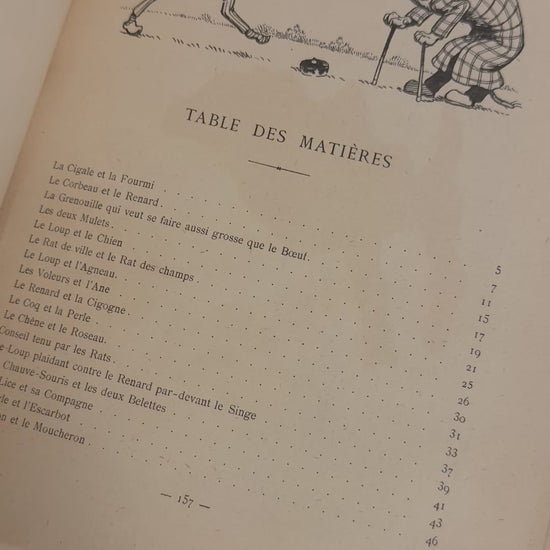 TABLE DES MATIÈRES
La Cigale et la Fourmi . . . . . . . . . . 5
Le Corbeau et le Renard . . . . . . . . . . 7
La Grenouille qui veut se faire aussi grosse que le Bœuf . . . . . . . . . . 11
Les deux Mulets . . . . . . . . . . 15
Le Loup et le Chien . . . . . . . . . . 17
Le Rat de ville et le Rat des champs . . . . . . . . . . 19
Le Loup et l'Agneau . . . . . . . . . . 21
Les Voleurs et l'Ane . . . . . . . . . . 25
Le Renard et la Cigogne . . . . . . . . . . 26
Le Coq et la Perle . . . . . . . . . . 30
Le Chêne et le Roseau . . . . . . . . . . 31
Conseil tenu par les Rats . . . . . . . . . . 33
Loup plaidant contre le Renard par-devant le Singe . . . . . . . . . . 37
Chauve-Souris et les deux Belettes . . . . . . . . . . 39
Lice et sa Compagne . . . . . . . . . . 41
et l'Escarbot . . . . . . . . . . 43
et le Moucheron . . . . . . . . . . 46
— 157 —